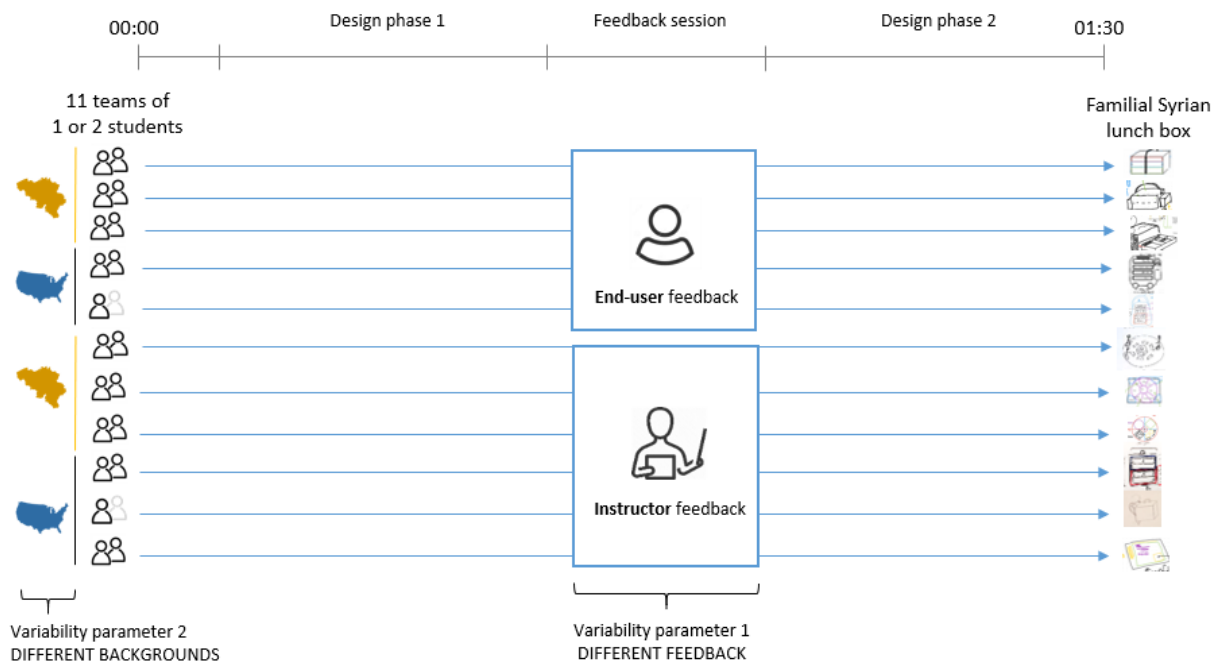 00:00
Design phase 1
Feedback session
Design phase 2
01:30
11 teams of
1 or 2 students
Familial Syrian
lunch box
End-user feedback
Instructor feedback
Variability parameter 2
DIFFERENT BACKGROUNDS
Variability parameter 1
DIFFERENT FEEDBACK